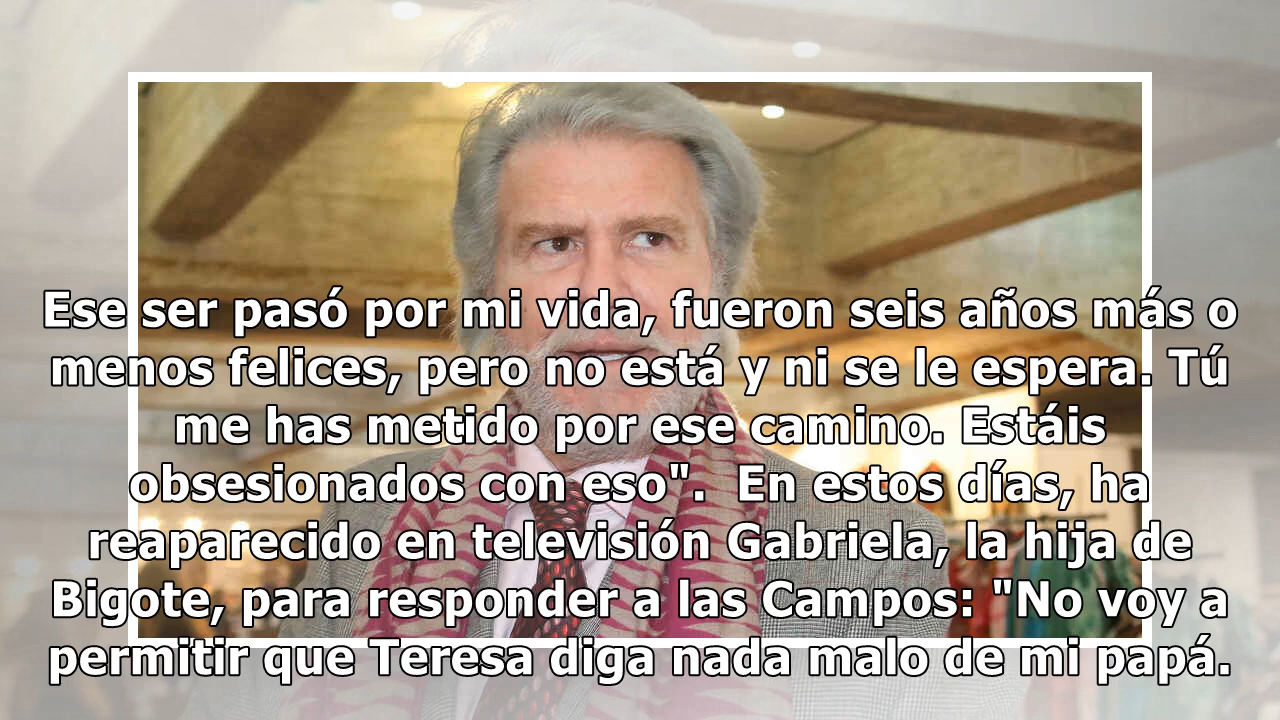 Ese ser pasó por mi vida, fueron seis años más o
menos felices, pero no está y ni se le espera. Tú
me has metido por ese camino. Estáis
obsesionados con eso".  En estos días, ha
reaparecido en televisión Gabriela, la hija de
Bigote, para responder a las Campos: "No voy a
permitir que Teresa diga nada malo de mi papá.